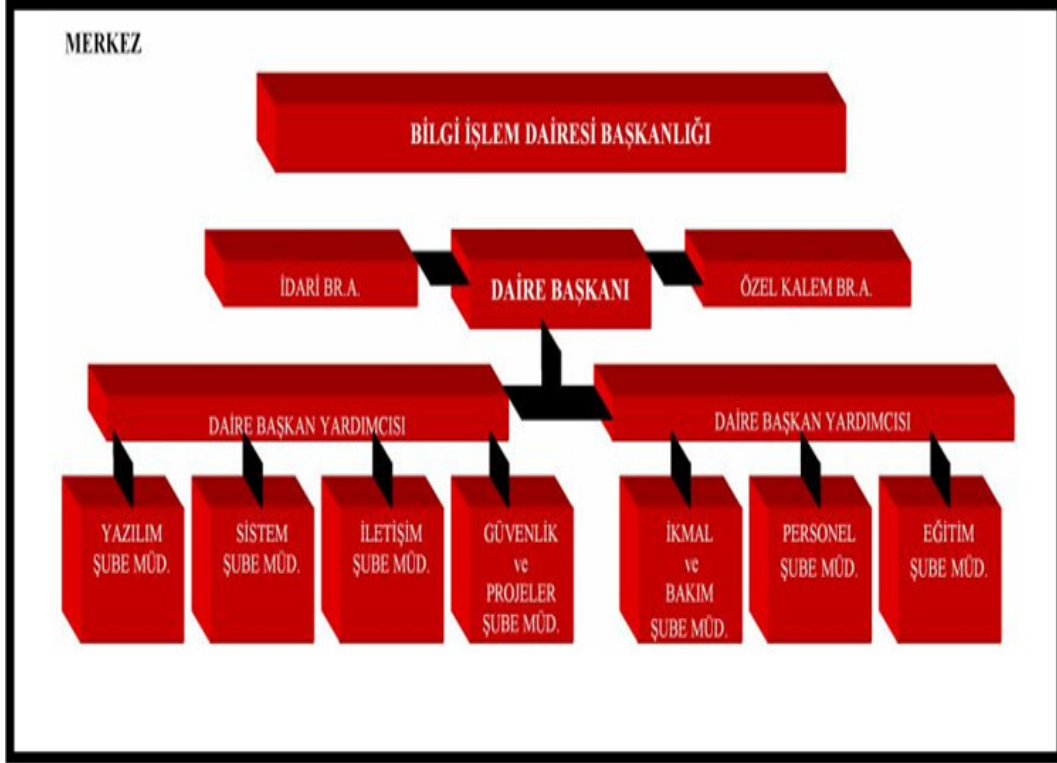 MERKEZ
BİLGİ İŞLEM DAİRESİ BAŞKANLIĞI
İDARİ BR.A.
DAİRE BAŞKANI
ÖZEL KALEM BR.A.
DAİRE BAŞKAN YARDIMCISI
DAİRE BAŞKAN YARDIMCISI
YAZILIM
ŞUBE MÜD.
SİSTEM
ŞUBE MÜD.
İLETİŞİM
ŞUBE MÜD.
GÜVENLİK
ve
PROJELER
ŞUBE MÜD.
İKMAL
ve
BAKIM
ŞUBE MÜD.
PERSONEL
ŞUBE MÜD.
EĞİTİM
ŞUBE MÜD.